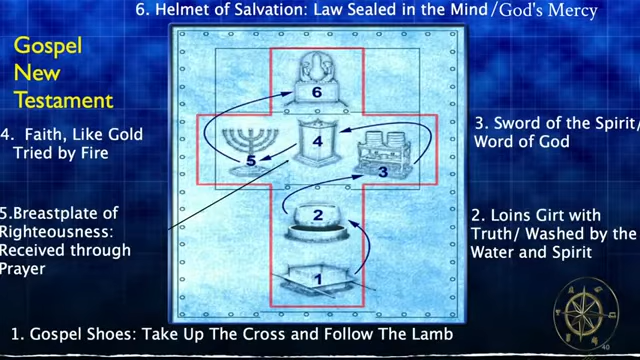 6. Helmet of Salvation: Law Sealed in the Mind/God's Mercy
Gospel
New
Testament
4. Faith, Like Gold
Tried by Fire
5.Breastplate of
Righteousness:
Received through
Prayer
6
5
4
3
2
1
3. Sword of the Spirit/
Word of God
2. Loins Girt with
Truth/ Washed by the
Water and Spirit
1. Gospel Shoes: Take Up The Cross and Follow The Lamb
40